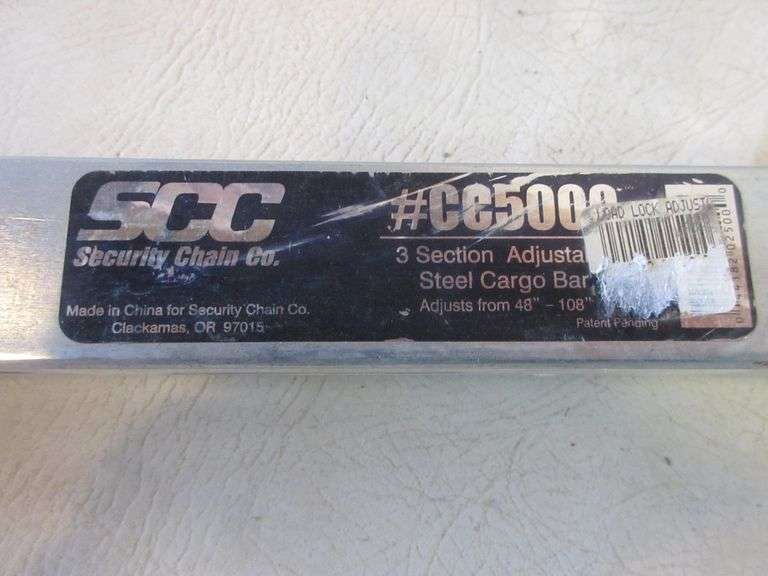 SCC
Security Chain Co.
Made in China for Security Chain Co.
Clackamas, OR 97015
#CC5000
3 Section Adjusta
Steel Cargo Bar
Adjusts from 48" – 108"
Patent Pending
LOAD LOCK ADJUST